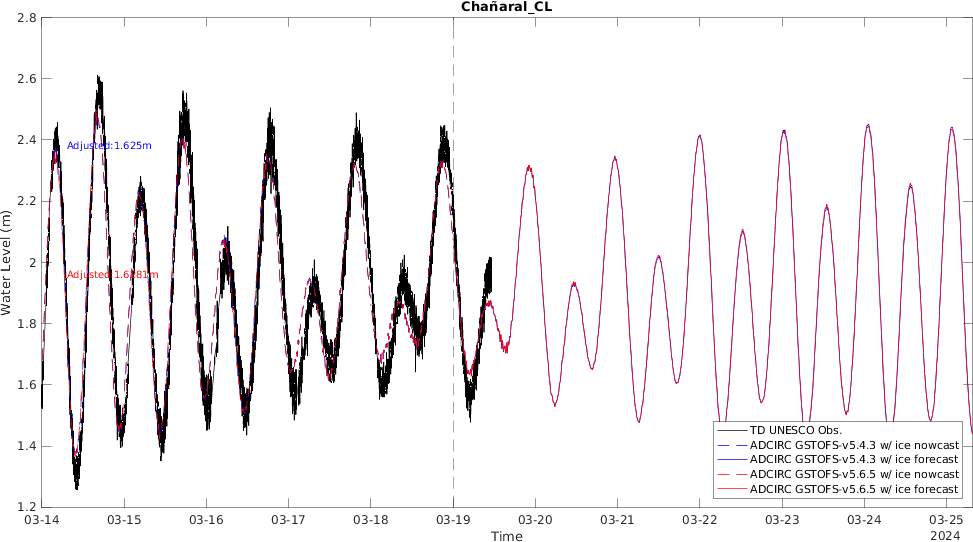 Chañaral_CL
2.8
2.6
2.4
2.2
2
1.8
1.6
1.4
1.2
Water Level (m)
Adjusted:1.625m
Adjusted:1.6281m
TD UNESCO Obs.
ADCIRC GSTOFS-v5.4.3 w/ ice nowcast
ADCIRC GSTOFS-v5.4.3 w/ ice forecast
ADCIRC GSTOFS-v5.6.5 w/ ice nowcast
ADCIRC GSTOFS-v5.6.5 w/ ice forecast
03-14 03-15 03-16 03-17 03-18 03-19 03-20 03-21 03-22 03-23 03-24 03-25
Time 2024